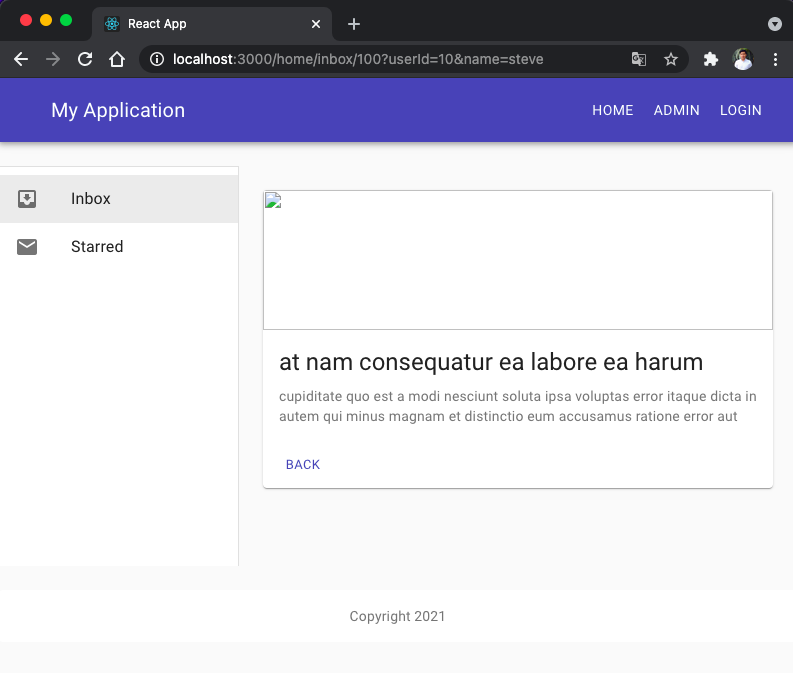 React App
localhost:3000/home/inbox/100?userId=10&name=steve
My Application
HOME ADMIN LOGIN
Inbox
Starred
at nam consequatur ea labore ea harum
cupiditate quo est a modi nesciunt soluta ipsa voluptas error itaque dicta in
autem qui minus magnam et distinctio eum accusamus ratione error aut
BACK
Copyright 2021